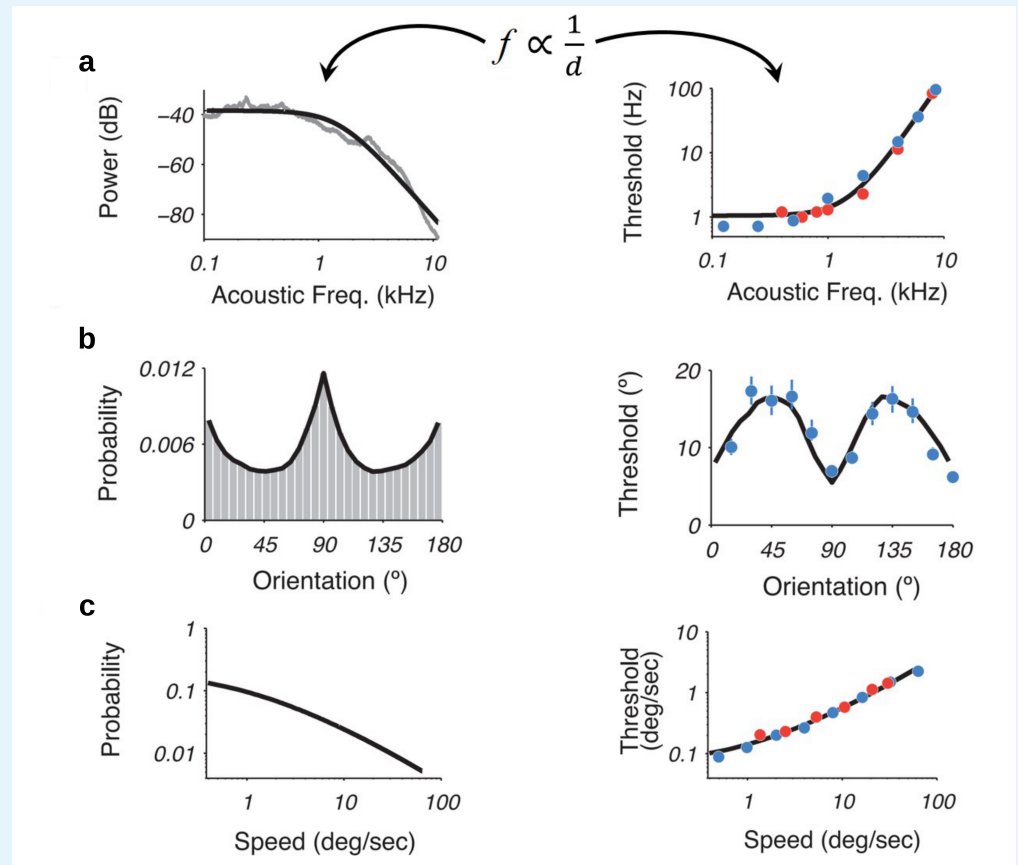 f ∝ 1/d
a
Power (dB)
−40
−60
−80
0.1 1 10
Acoustic Freq. (kHz)
Threshold (Hz)
100
10
1
0.1 1 10
Acoustic Freq. (kHz)
b
Probability
0.012
0.006
0
0 45 90 135 180
Orientation (º)
Threshold (º)
20
10
0
0 45 90 135 180
Orientation (º)
c
Probability
1
0.1
0.01
1 10 100
Speed (deg/sec)
Threshold
(deg/sec)
10
1
0.1
1 10 100
Speed (deg/sec)